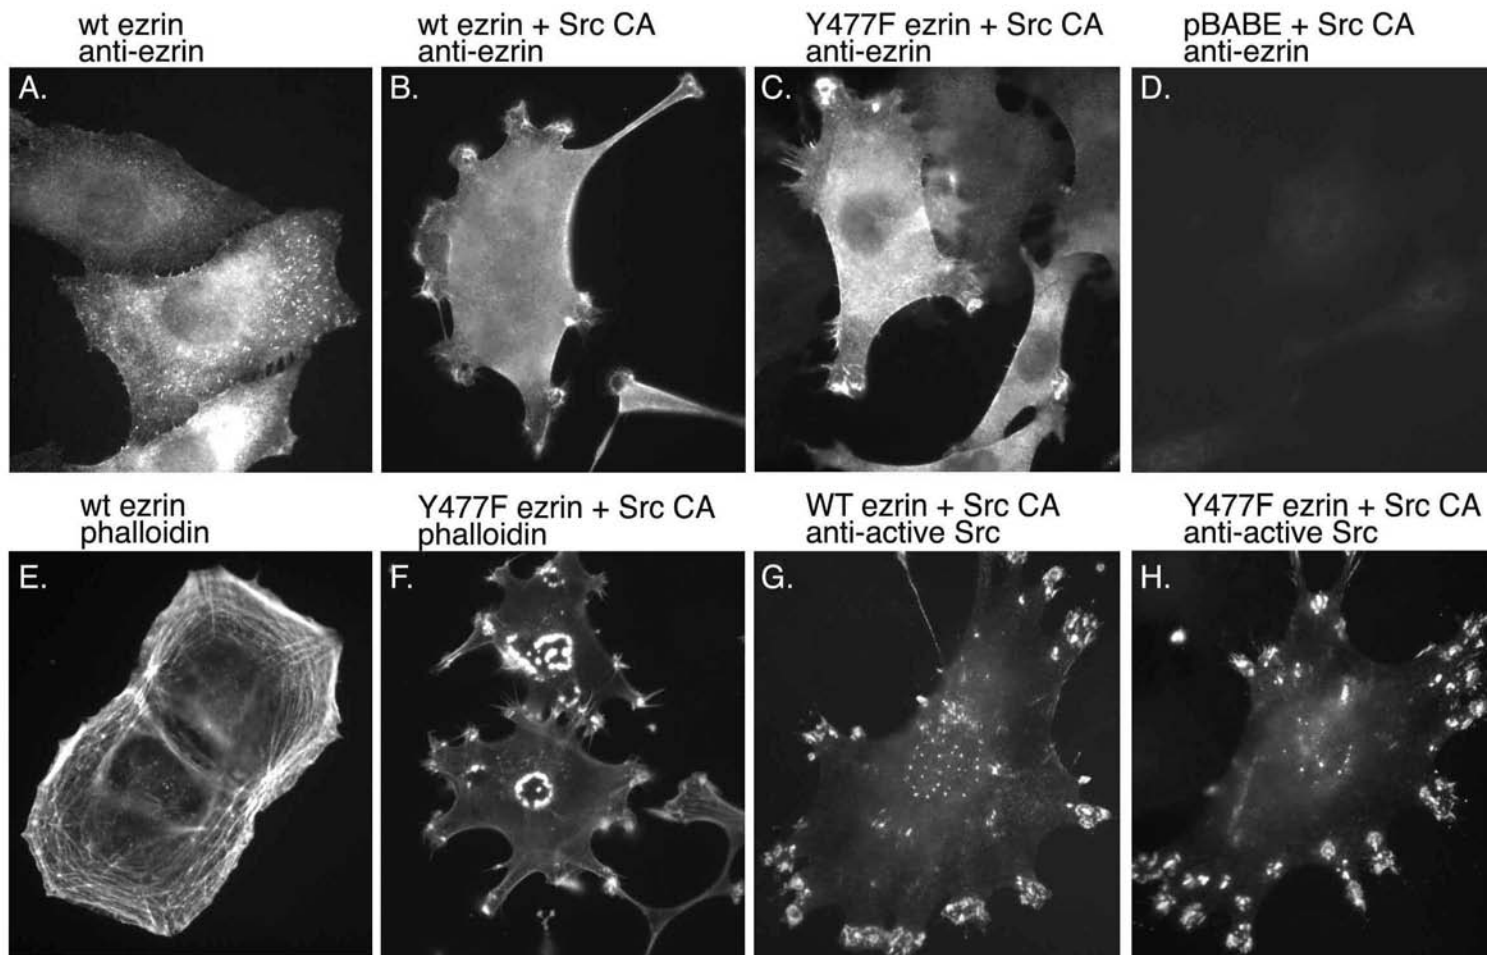 wt ezrin
anti-ezrin
wt ezrin + Src CA
anti-ezrin
Y477F ezrin + Src CA
anti-ezrin
pBABE + Src CA
anti-ezrin
A.
B.
C.
D.
wt ezrin
phalloidin
Y477F ezrin + Src CA
phalloidin
WT ezrin + Src CA
anti-active Src
Y477F ezrin + Src CA
anti-active Src
E.
F.
G.
H.